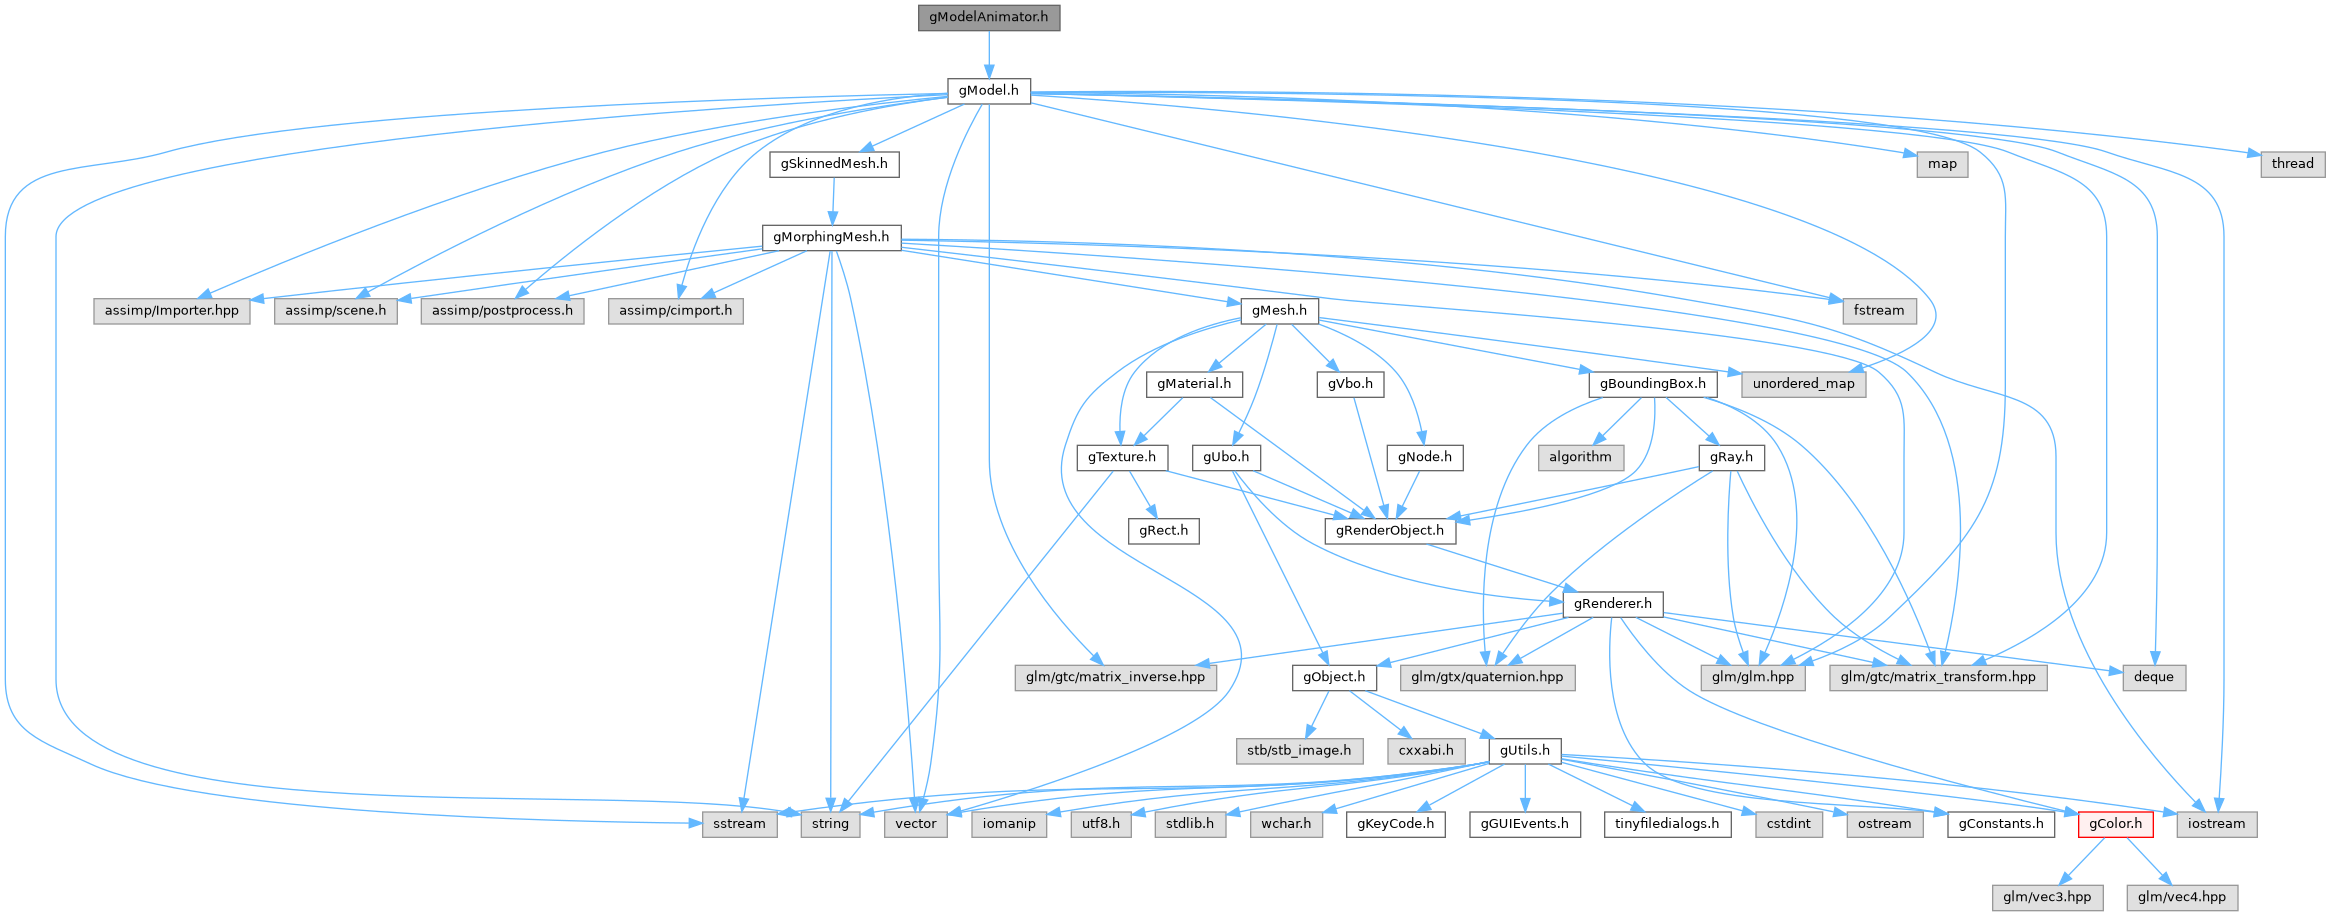 gModelAnimator.h
gModel.h
gSkinnedMesh.h
map
thread
gMorphingMesh.h
assimp/Importer.hpp
assimp/scene.h
assimp/postprocess.h
assimp/cimport.h
gMesh.h
fstream
gMaterial.h
gVbo.h
gBoundingBox.h
unordered_map
gTexture.h
gUbo.h
gNode.h
algorithm
gRay.h
gRect.h
gRenderObject.h
gRenderer.h
glm/gtc/matrix_inverse.hpp
gObject.h
glm/gtx/quaternion.hpp
glm/glm.hpp
glm/gtc/matrix_transform.hpp
deque
stb/stb_image.h
cxxabi.h
gUtils.h
sstream
string
vector
iomanip
utf8.h
stdlib.h
wchar.h
gKeyCode.h
gGUIEvents.h
tinyfiledialogs.h
cstdint
ostream
gConstants.h
gColor.h
iostream
glm/vec3.hpp
glm/vec4.hpp